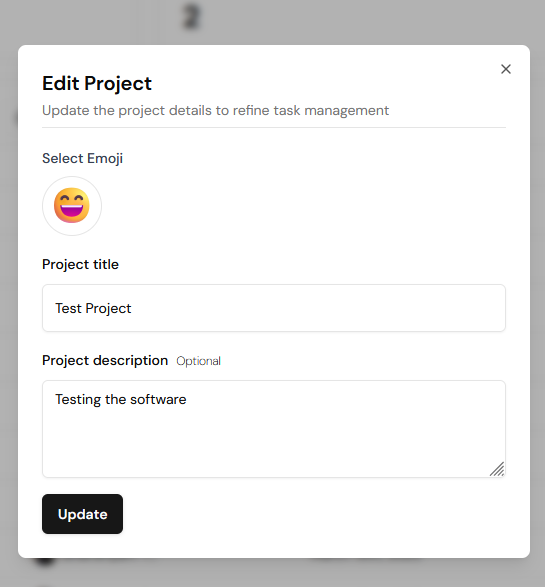 2
Edit Project
Update the project details to refine task management
Select Emoji
Project title
Test Project
Project description Optional
Testing the software
Update